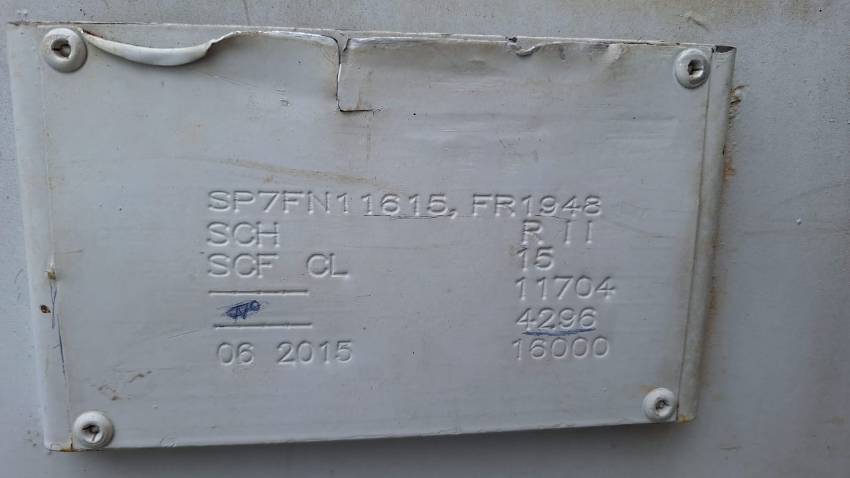 SP7FN11615, FR1948
SCH R II
SCF CL 15
11704
4296
06 2015 16000